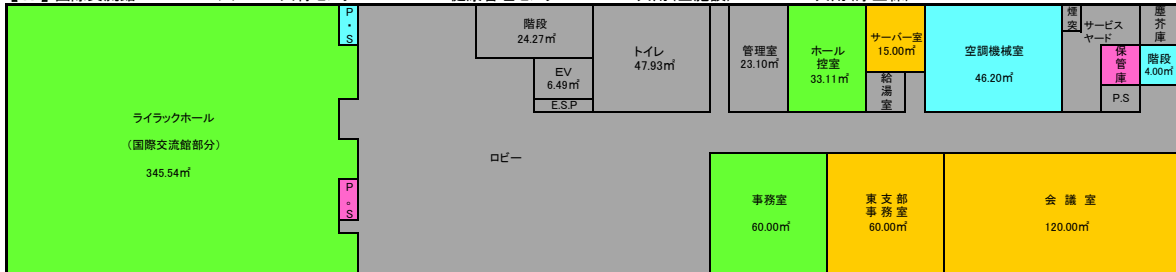 P・S
階段
24.27㎡
トイレ
47.93㎡
EV
6.49㎡
E.S.P
管理室
23.10㎡
ホール
控室
33.11㎡
サーバー室
15.00㎡
給湯室
空調機械室
46.20㎡
煙突
サービス
ヤード
塵芥庫
保管庫
階段
4.00㎡
P.S
ライラックホール
(国際交流館部分)
345.54㎡
ロビー
P。S
事務室
60.00㎡
東支部
事務室
60.00㎡
会議室
120.00㎡